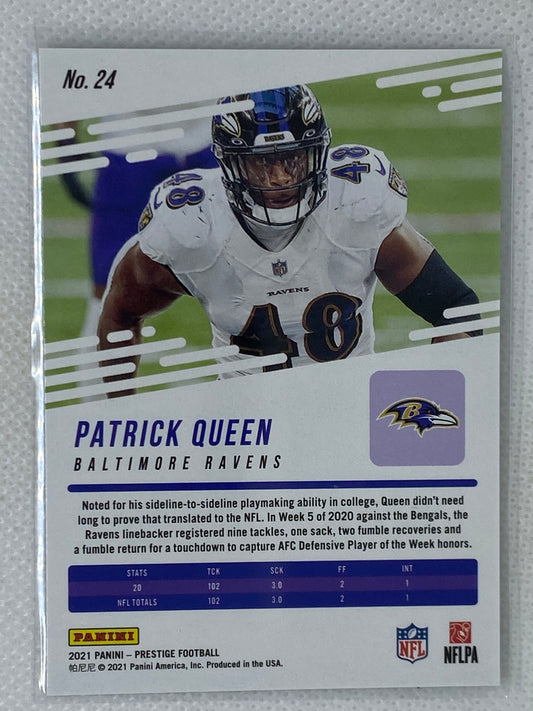 No. 24
RAVENS
48
48
RAVENS
48
PATRICK QUEEN
BALTIMORE RAVENS
B
Noted for his sideline-to-sideline playmaking ability in college, Queen didn't need
long to prove that translated to the NFL. In Week 5 of 2020 against the Bengals, the
Ravens linebacker registered nine tackles, one sack, two fumble recoveries and
a fumble return for a touchdown to capture AFC Defensive Player of the Week honors.
STATS TCK SCK FF INT
20 102 3.0 2 1
NFL TOTALS 102 3.0 2 1
PANINI
NFL
NFLPA
2021 PANINI – PRESTIGE FOOTBALL
帕尼尼 © 2021 Panini America, Inc. Produced in the USA.